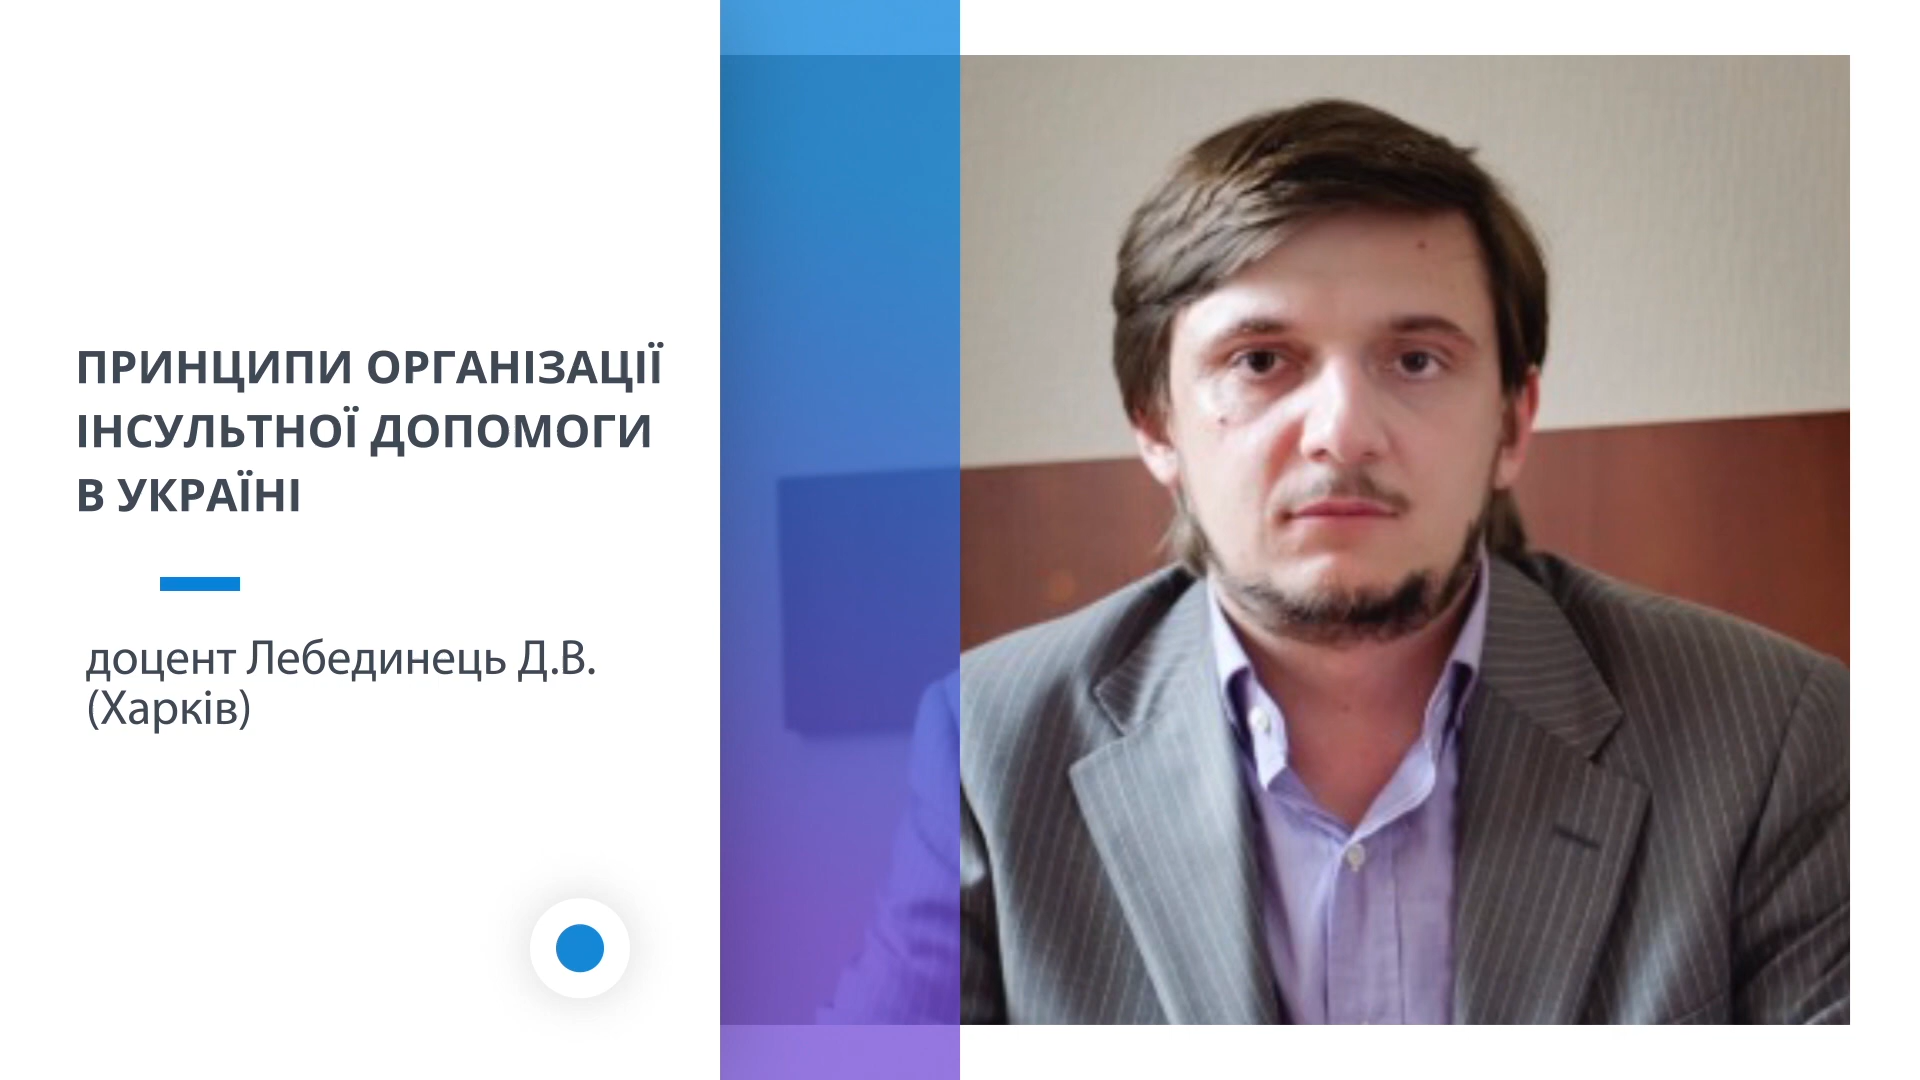 ПРИНЦИПИ ОРГАНІЗАЦІЇ
ІНСУЛЬТНОЇ ДОПОМОГИ
В УКРАЇНІ
доцент Лебединець Д.В.
(Харків)